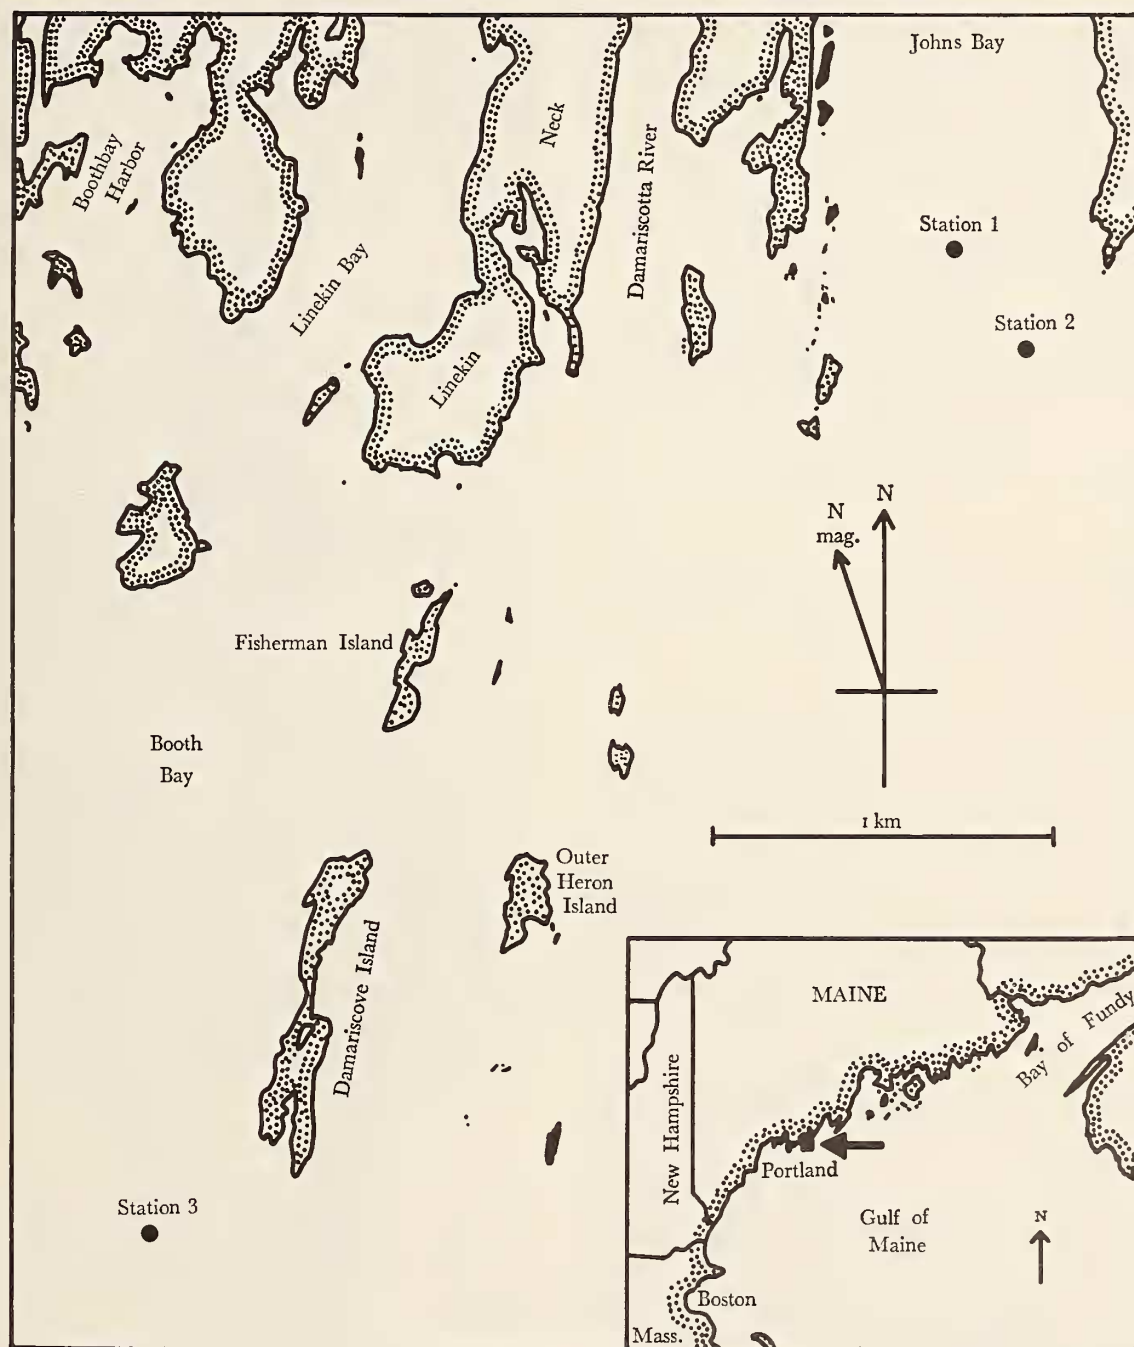 Johns Bay
Boothbay
Harbor
Neck
Damariscotta River
Station 1
Linekin Bay
Station 2
Linekin
N
N
mag.
Fisherman Island
Booth
Bay
1 km
Outer
Heron
Island
Damariscove Island
MAINE
Bay of Fundy
New Hampshire
Portland
Station 3
Gulf of
Maine
N
Boston
Mass.